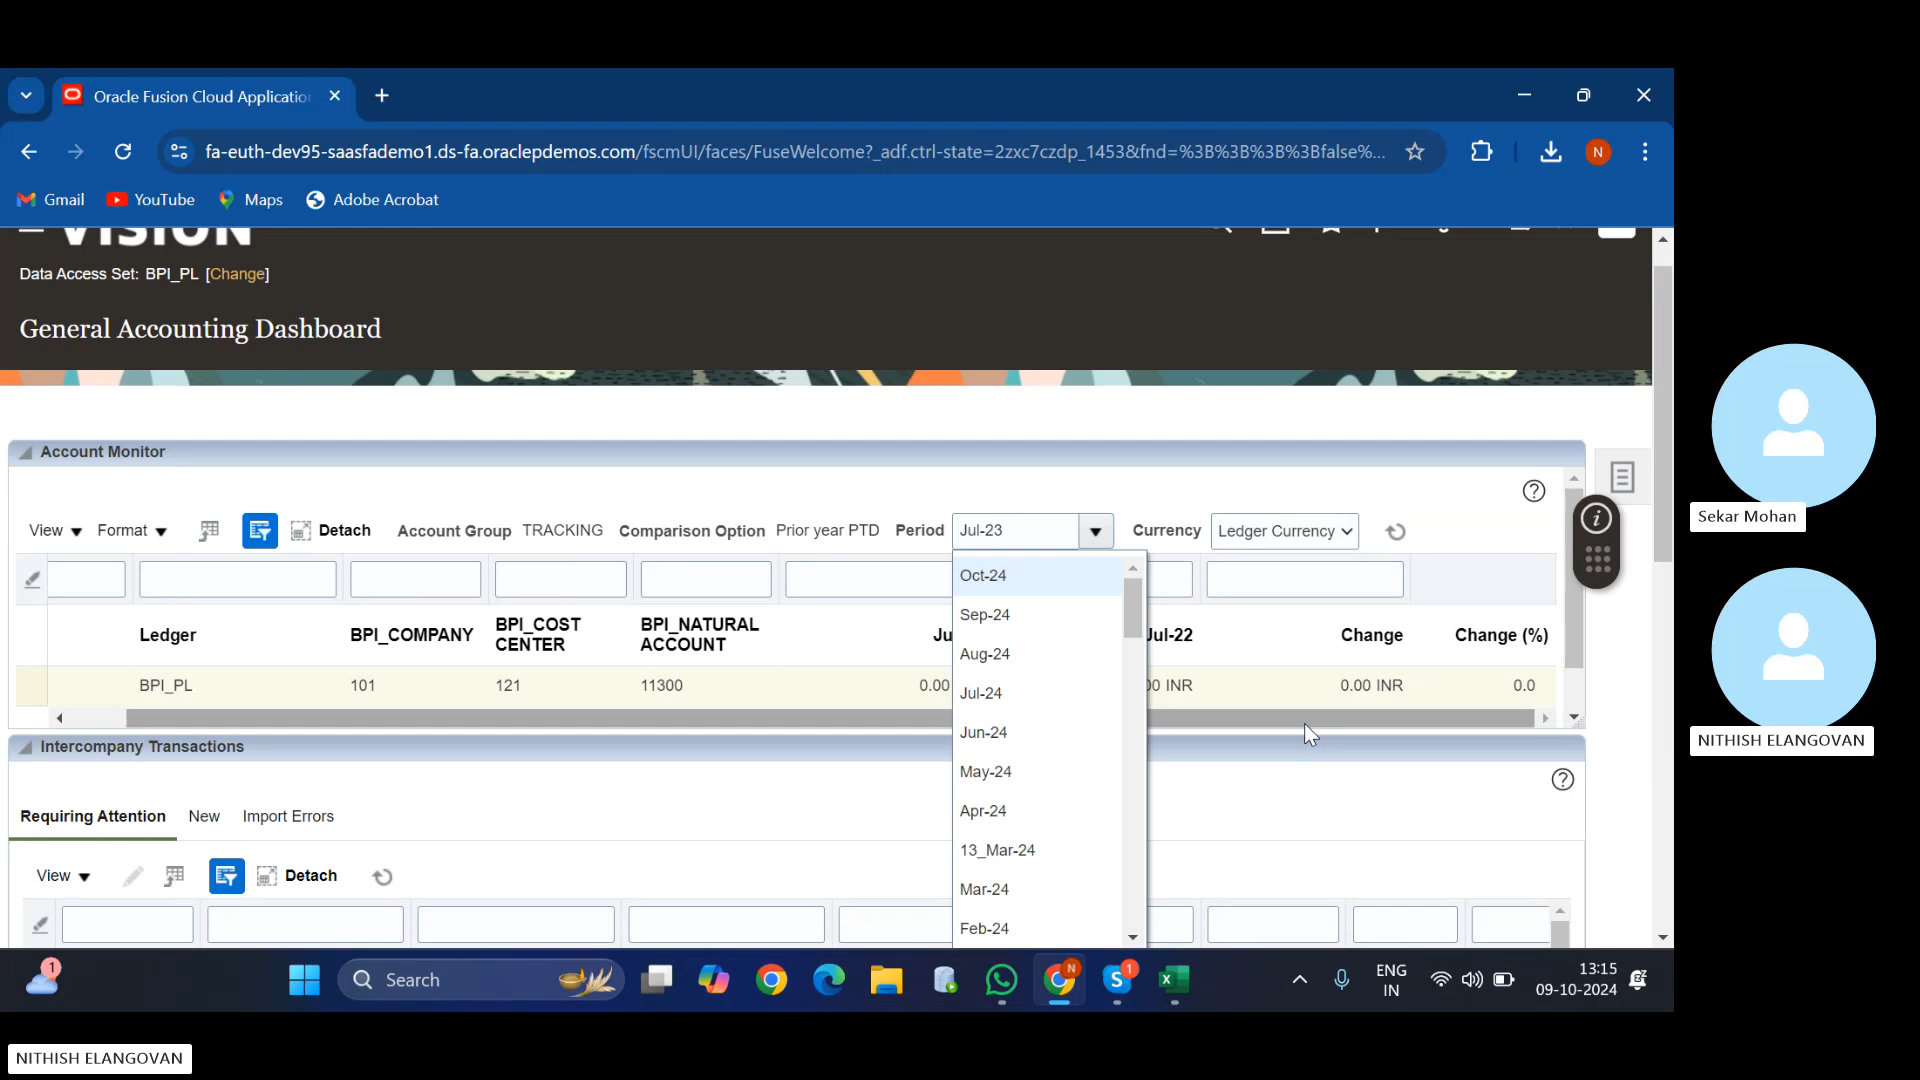 Oracle Fusion Cloud Applicatio
fa-euth-dev95-saasfademo1.ds-fa.oraclepdemos.com/fscmUI/faces/FuseWelcome?_adf.ctrl-state=2zxc7czdp_1453&fnd=%3B%3B%3B%3Bfalse%...
N
Gmail YouTube Maps Adobe Acrobat
VISION
Data Access Set: BPI_PL [Change]
General Accounting Dashboard
Account Monitor
View Format Detach Account Group TRACKING Comparison Option Prior year PTD Period Jul-23 Currency Ledger Currency
Ledger BPI_COMPANY BPI_COST CENTER BPI_NATURAL ACCOUNT Ju Jul-22 Change Change (%)
BPI_PL 101 121 11300 0.00 00 INR 0.00 INR 0.0
Oct-24
Sep-24
Aug-24
Jul-24
Jun-24
May-24
Apr-24
13_Mar-24
Mar-24
Feb-24
Intercompany Transactions
Requiring Attention New Import Errors
View Detach
1 Search N 1 ENG IN 13:15 09-10-2024
Sekar Mohan
NITHISH ELANGOVAN
NITHISH ELANGOVAN